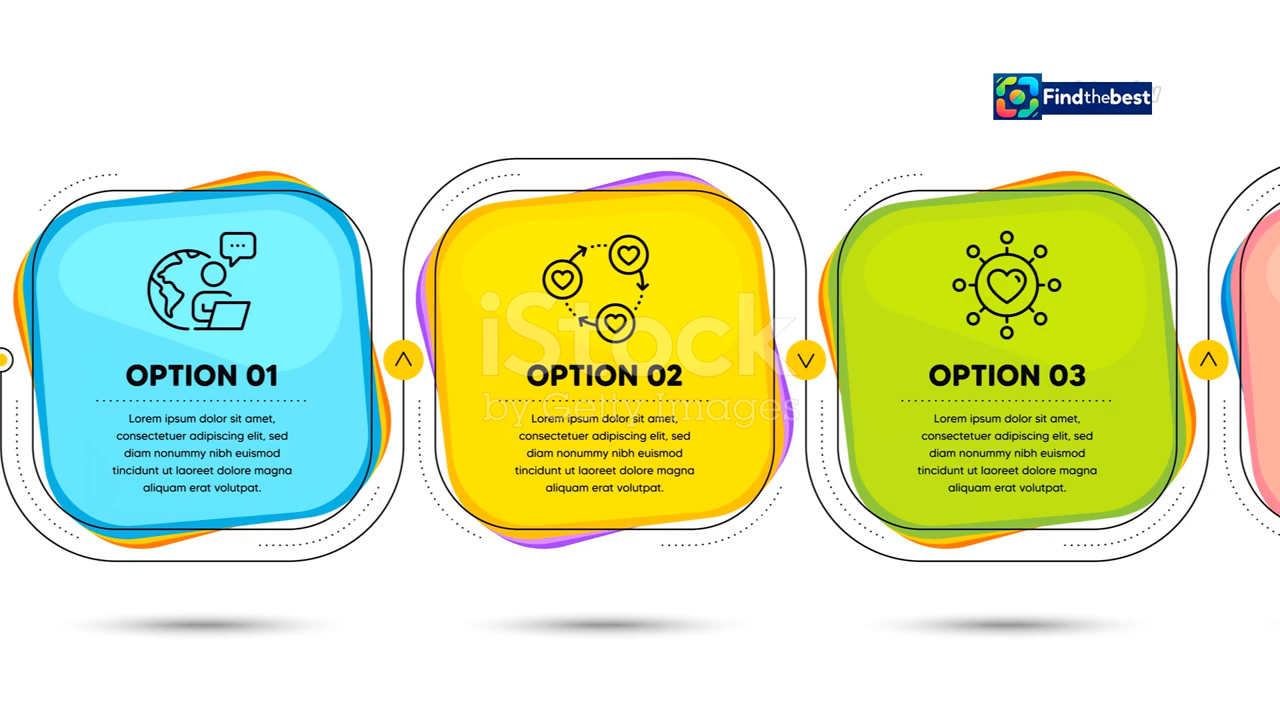 Findthebest
OPTION 01
Lorem ipsum dolor sit amet,
consectetuer adipiscing elit, sed
diam nonummy nibh euismod
tincidunt ut laoreet dolore magna
aliquam erat volutpat.
OPTION 02
Lorem ipsum dolor sit amet,
consectetuer adipiscing elit, sed
diam nonummy nibh euismod
tincidunt ut laoreet dolore magna
aliquam erat volutpat.
OPTION 03
Lorem ipsum dolor sit amet,
consectetuer adipiscing elit, sed
diam nonummy nibh euismod
tincidunt ut laoreet dolore magna
aliquam erat volutpat.
iStock
by Getty Images